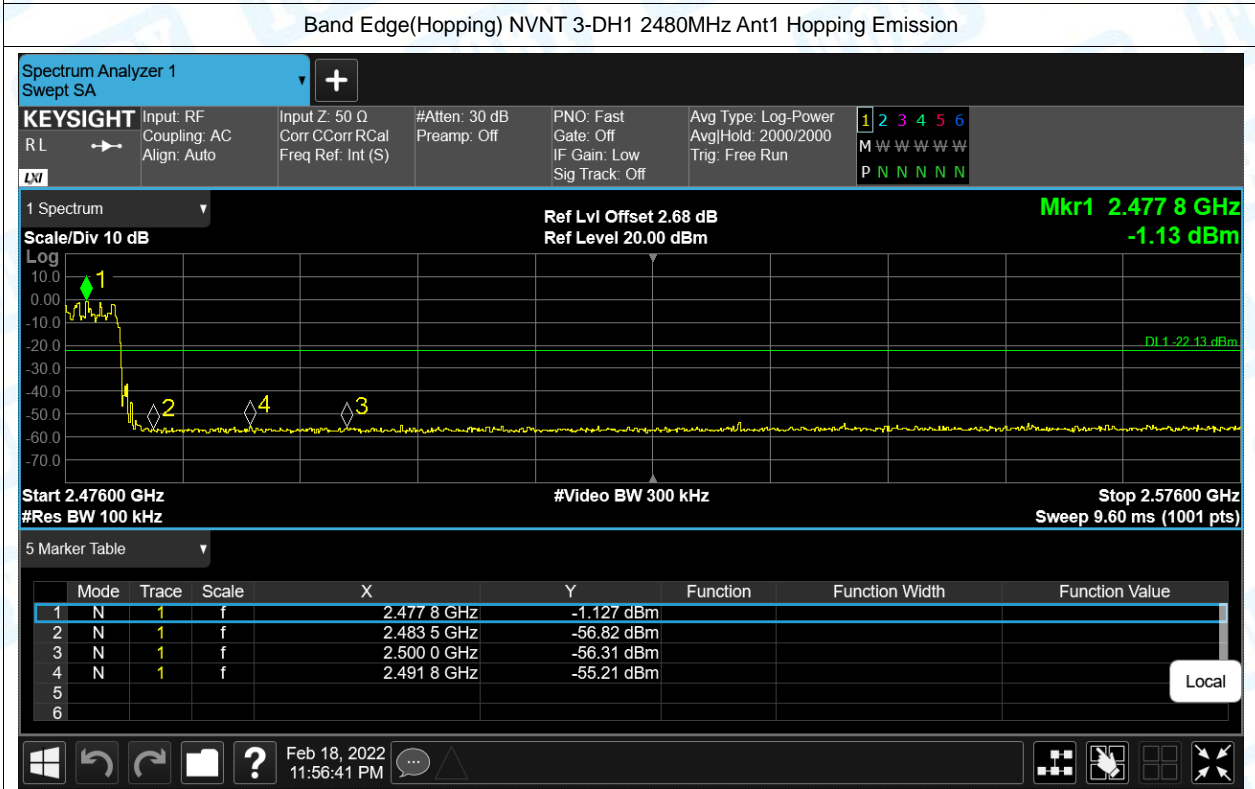 Band Edge(Hopping) NVNT 3-DH1 2480MHz Ant1 Hopping Emission
Spectrum Analyzer 1
Swept SA
KEYSIGHT
RL
LXI
Input: RF
Coupling: AC
Align: Auto
Input Z: 50 Ω
Corr CCorr RCal
Freq Ref: Int (S)
#Atten: 30 dB
Preamp: Off
PNO: Fast
Gate: Off
IF Gain: Low
Sig Track: Off
Avg Type: Log-Power
Avg|Hold: 2000/2000
Trig: Free Run
1 2 3 4 5 6
M W W W W W
P N N N N N
1 Spectrum
Scale/Div 10 dB
Ref Lvl Offset 2.68 dB
Ref Level 20.00 dBm
Mkr1 2.477 8 GHz
-1.13 dBm
Log
10.0
0.00
-10.0
-20.0
-30.0
-40.0
-50.0
-60.0
-70.0
1
2
4
3
DL1 -22.13 dBm
Start 2.47600 GHz
#Res BW 100 kHz
#Video BW 300 kHz
Stop 2.57600 GHz
Sweep 9.60 ms (1001 pts)
5 Marker Table
Mode Trace Scale X Y Function Function Width Function Value
1 N 1 f 2.477 8 GHz -1.127 dBm
2 N 1 f 2.483 5 GHz -56.82 dBm
3 N 1 f 2.500 0 GHz -56.31 dBm
4 N 1 f 2.491 8 GHz -55.21 dBm
5
6
Local
?
Feb 18, 2022
11:56:41 PM